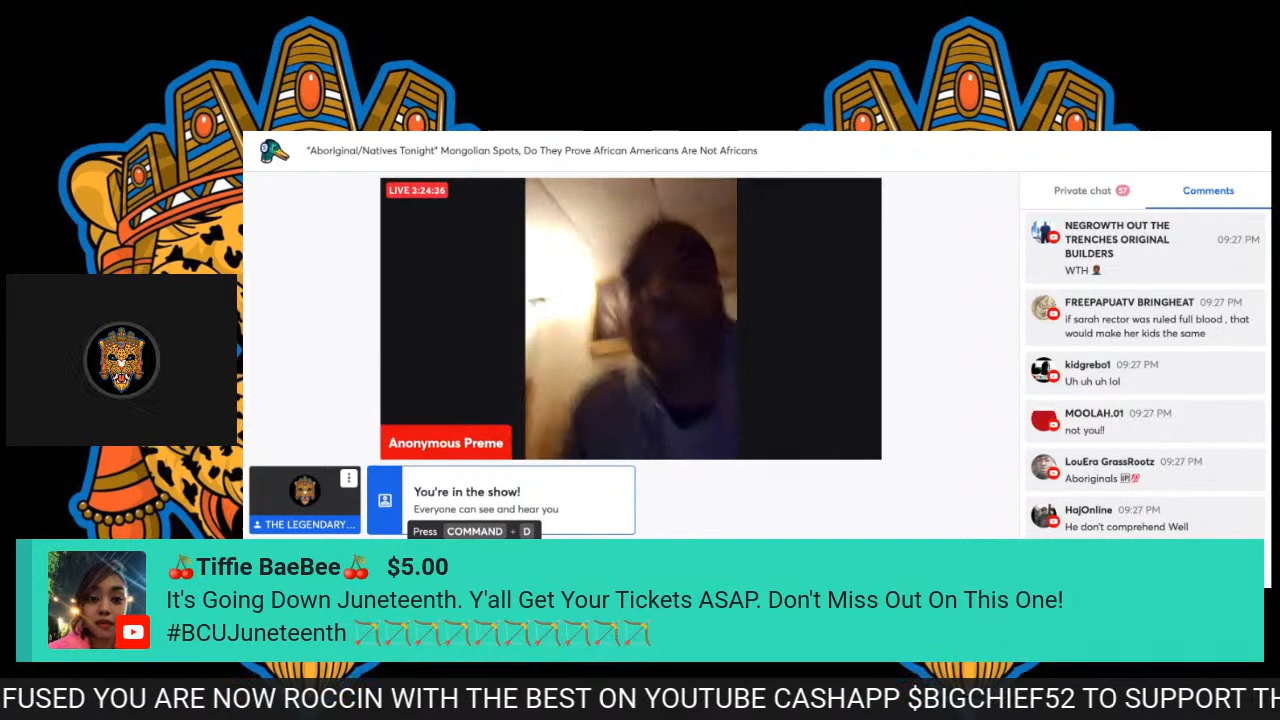 "Aboriginal/Natives Tonight" Mongolian Spots, Do They Prove African Americans Are Not Africans
LIVE 3:24:36
Anonymous Preme
THE LEGENDARY...
You're in the show!
Everyone can see and hear you
Press COMMAND + D
Private chat 57
Comments
NEGROWTH OUT THE
TRENCHES ORIGINAL
BUILDERS
09:27 PM
WTH 🤦🏿‍♂️
FREEPAPUATV BRINGHEAT 09:27 PM
if sarah rector was ruled full blood , that
would make her kids the same
kidgrebo1 09:27 PM
Uh uh uh lol
MOOLAH.01 09:27 PM
not you!!
LouEra GrassRootz 09:27 PM
Aboriginals 🆙💯
HajOnline 09:27 PM
He don't comprehend Well
🍒Tiffie BaeBee🍒 $5.00
It's Going Down Juneteenth. Y'all Get Your Tickets ASAP. Don't Miss Out On This One!
#BCUJuneteenth 🏹🏹🏹🏹🏹🏹🏹🏹🏹🏹
FUSED YOU ARE NOW ROCCIN WITH THE BEST ON YOUTUBE CASHAPP $BIGCHIEF52 TO SUPPORT TH